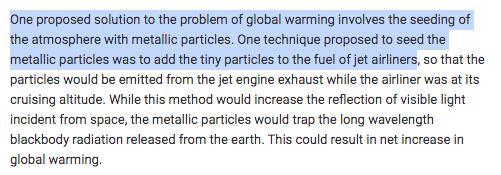 One proposed solution to the problem of global warming involves the seeding of
the atmosphere with metallic particles. One technique proposed to seed the
metallic particles was to add the tiny particles to the fuel of jet airliners, so that the
particles would be emitted from the jet engine exhaust while the airliner was at its
cruising altitude. While this method would increase the reflection of visible light
incident from space, the metallic particles would trap the long wavelength
blackbody radiation released from the earth. This could result in net increase in
global warming.